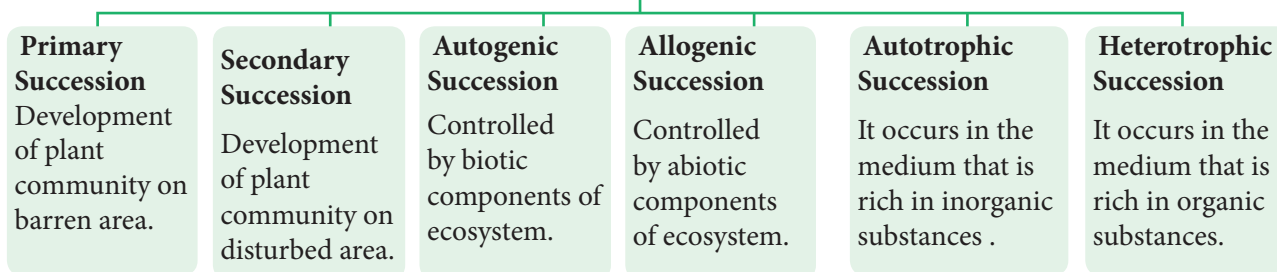 Primary
Succession
Development
of plant
community on
barren area.
Secondary
Succession
Development
of plant
community on
disturbed area.
Autogenic
Succession
Controlled
by biotic
components of
ecosystem.
Allogenic
Succession
Controlled
by abiotic
components
of ecosystem.
Autotrophic
Succession
It occurs in the
medium that is
rich in inorganic
substances .
Heterotrophic
Succession
It occurs in the
medium that is
rich in organic
substances.